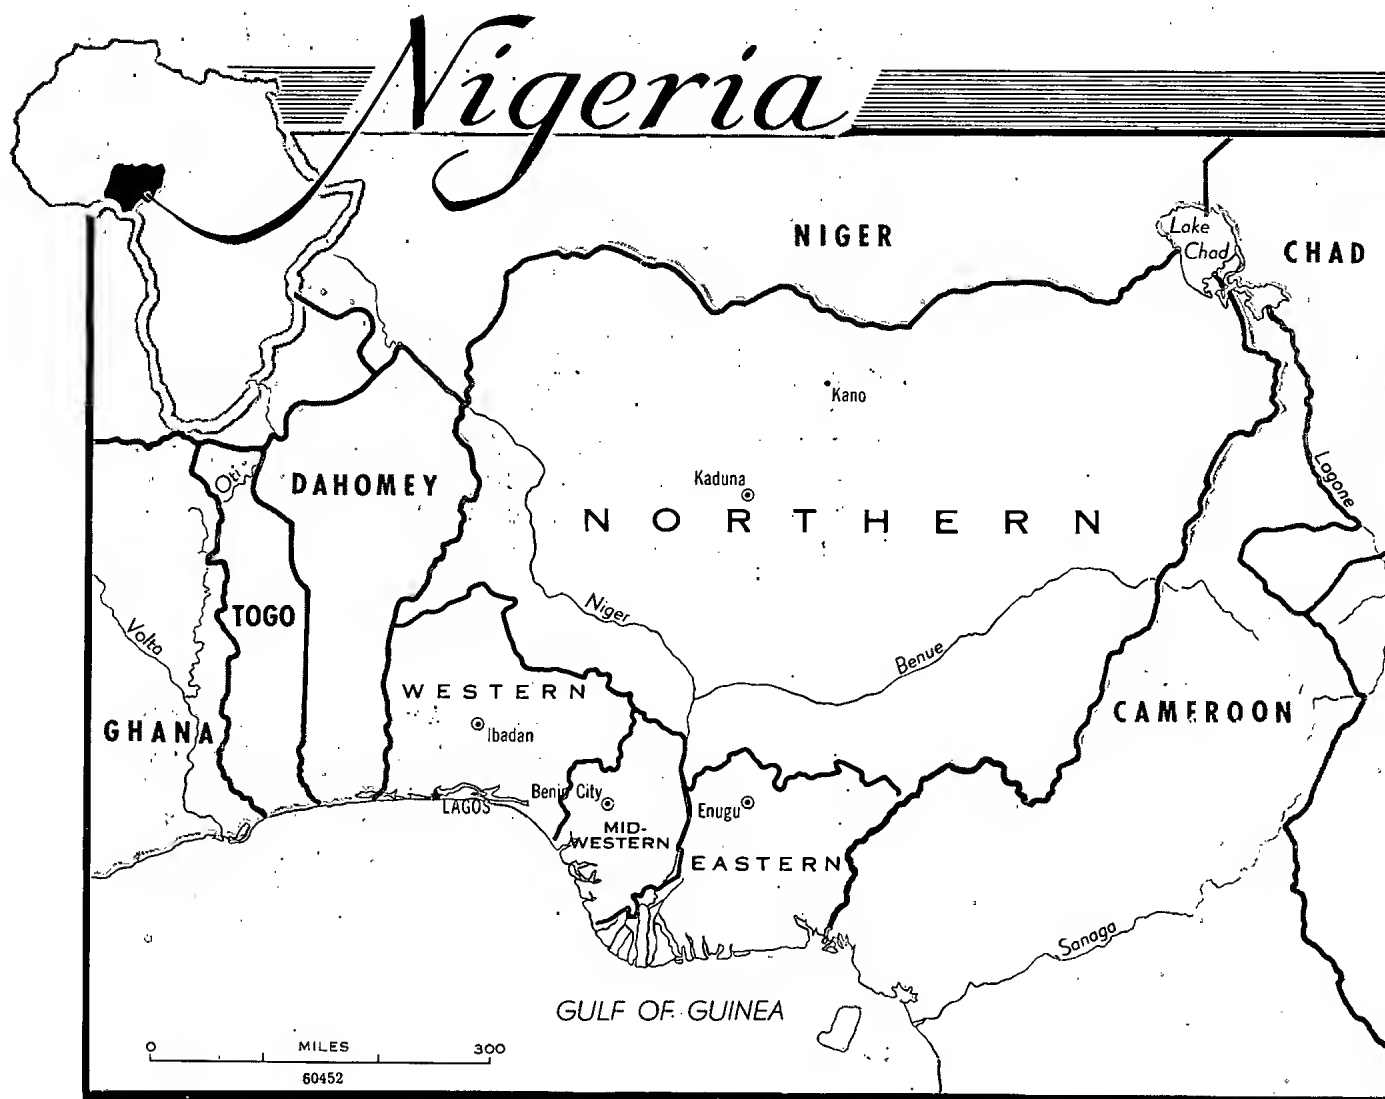 Nigeria
NIGER
Lake
Chad
CHAD
Kano
Kaduna
NORTHERN
Logone
Oti
DAHOMEY
TOGO
Volta
GHANA
Niger
Benue
WESTERN
Ibadan
CAMEROON
LAGOS
Benin City
MID-
WESTERN
Enugu
EASTERN
Sanaga
GULF OF GUINEA
0 MILES 300
60452